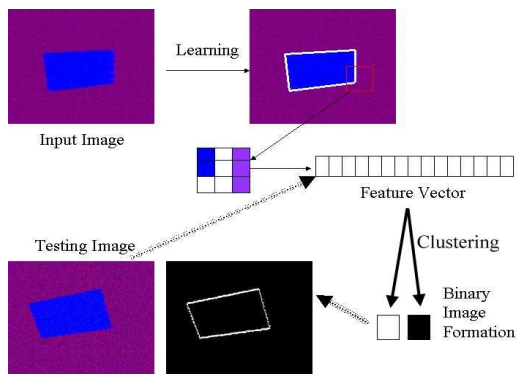 Learning
Input Image
Feature Vector
Testing Image
Clustering
Binary
Image
Formation